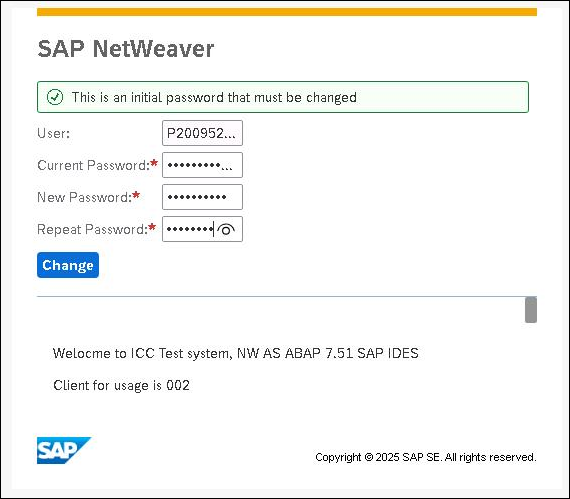 SAP NetWeaver
This is an initial password that must be changed
User: P200952...
Current Password:* •••••••••...
New Password:* ••••••••••
Repeat Password:* ••••••••
Change
Welocme to ICC Test system, NW AS ABAP 7.51 SAP IDES
Client for usage is 002
SAP
Copyright © 2025 SAP SE. All rights reserved.